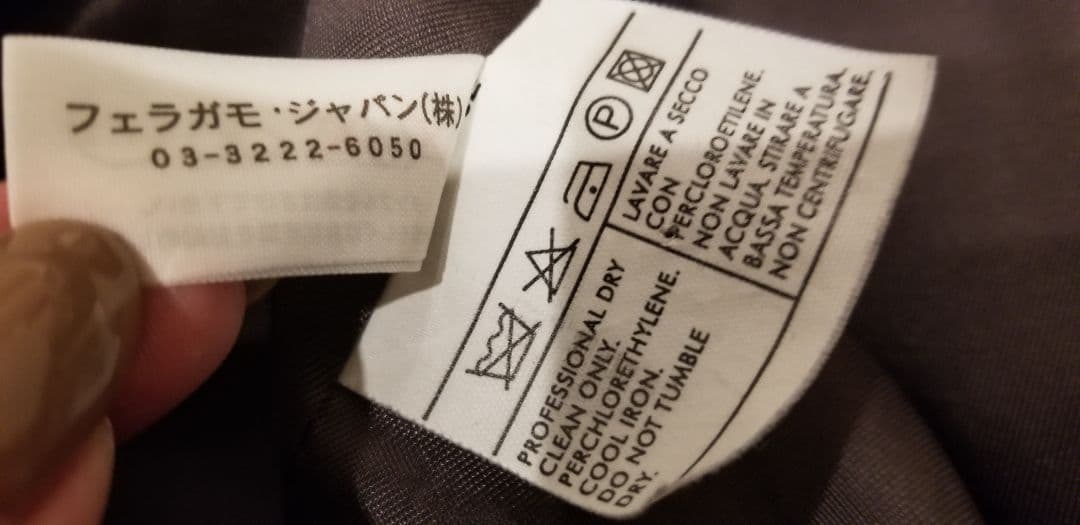 フェラガモ・ジャパン(株)
03-3222-6050
P
LAVARE A SECCO
CON
PERCLOROETILENE.
NON LAVARE IN
ACQUA. STIRARE A
BASSA TEMPERATURA.
NON CENTRIFUGARE.
PROFESSIONAL DRY
CLEAN ONLY.
PERCHLORETHYLENE.
COOL IRON.
DO NOT TUMBLE
DRY.